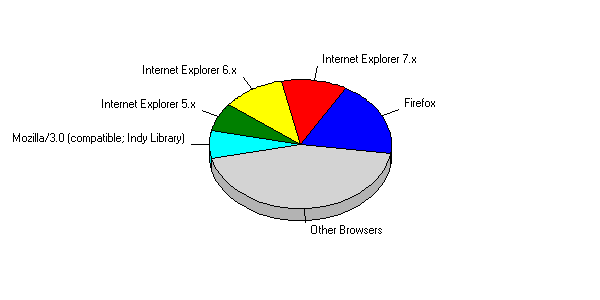 Internet Explorer 7.x
Internet Explorer 6.x
Firefox
Internet Explorer 5.x
Mozilla/3.0 (compatible; Indy Library)
Other Browsers